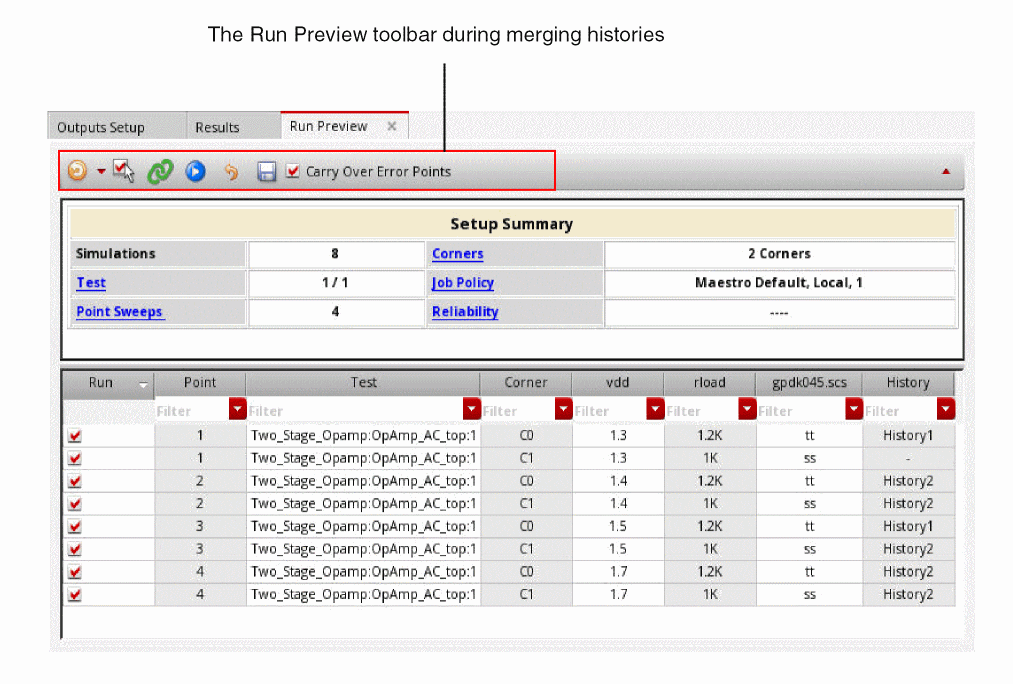 The Run Preview toolbar during merging histories
Outputs Setup Results Run Preview
Carry Over Error Points
Setup Summary
Simulations 8 Corners 2 Corners
Test 1 / 1 Job Policy Maestro Default, Local, 1
Point Sweeps 4 Reliability ----
Run Point Test Corner vdd rload gpdk045.scs History
Filter Filter Filter Filter Filter Filter Filter
1 Two_Stage_Opamp:OpAmp_AC_top:1 C0 1.3 1.2K tt History1
1 Two_Stage_Opamp:OpAmp_AC_top:1 C1 1.3 1K ss -
2 Two_Stage_Opamp:OpAmp_AC_top:1 C0 1.4 1.2K tt History2
2 Two_Stage_Opamp:OpAmp_AC_top:1 C1 1.4 1K ss History2
3 Two_Stage_Opamp:OpAmp_AC_top:1 C0 1.5 1.2K tt History1
3 Two_Stage_Opamp:OpAmp_AC_top:1 C1 1.5 1K ss History2
4 Two_Stage_Opamp:OpAmp_AC_top:1 C0 1.7 1.2K tt History2
4 Two_Stage_Opamp:OpAmp_AC_top:1 C1 1.7 1K ss History2